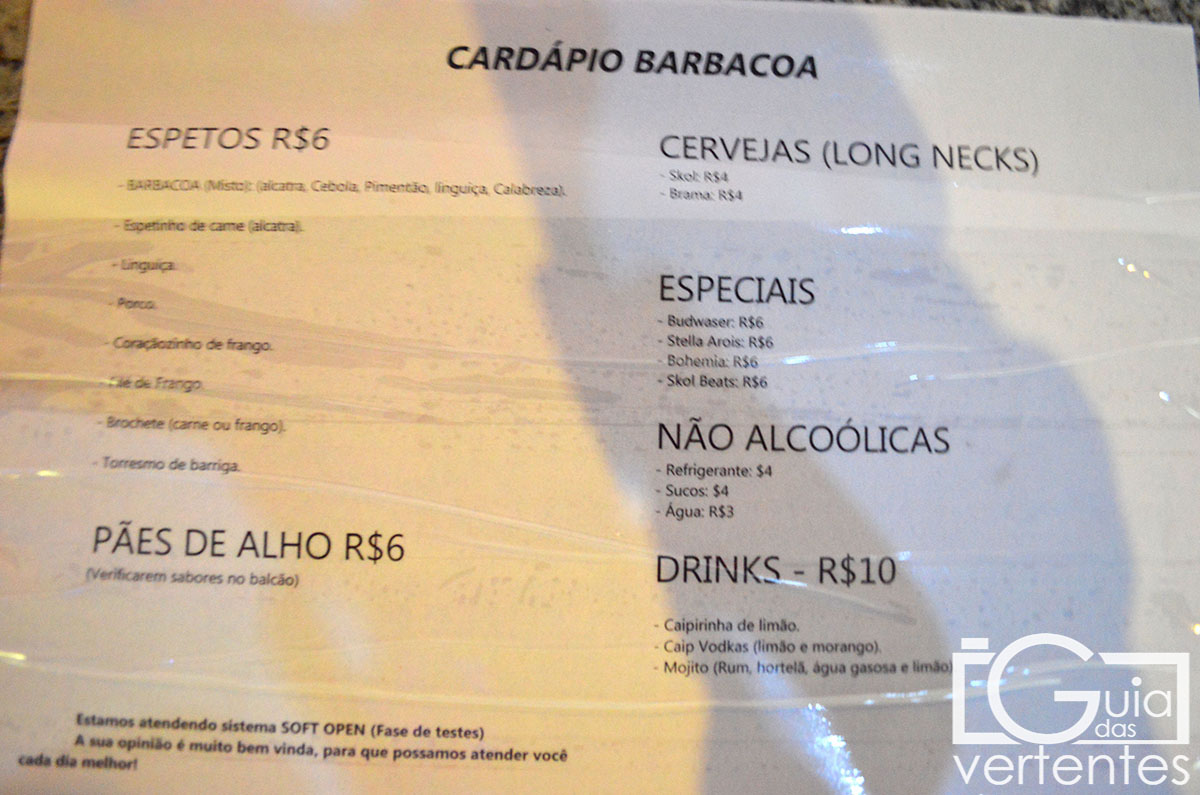 CARDÁPIO BARBACOA
ESPETOS R$6
- BARBACOA (Misto): (alcatra, Cebola, Pimentão, linguiça, Calabreza).
- Espetinho de carne (alcatra).
- Linguiça.
- Porco.
- Coraçãozinho de frango.
- Filé de Frango.
- Brochete (carne ou frango).
- Torresmo de barriga.
PÃES DE ALHO R$6
(Verificarem sabores no balcão)
Estamos atendendo sistema SOFT OPEN (Fase de testes)
A sua opinião é muito bem vinda, para que possamos atender você
cada dia melhor!
CERVEJAS (LONG NECKS)
- Skol: R$4
- Brama: R$4
ESPECIAIS
- Budwaser: R$6
- Stella Arois: R$6
- Bohemia: R$6
- Skol Beats: R$6
NÃO ALCOÓLICAS
- Refrigerante: $4
- Sucos: $4
- Água: R$3
DRINKS - R$10
- Caipirinha de limão.
- Caip Vodkas (limão e morango).
- Mojito (Rum, hortelã, água gasosa e limão)
Guia
das
vertentes